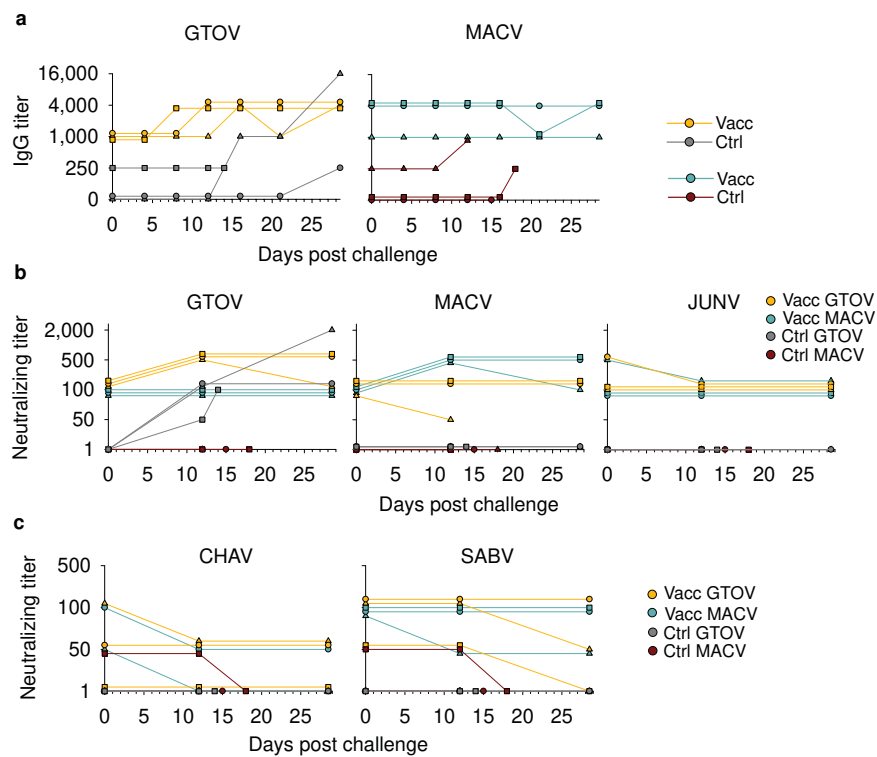 a
GTOV MACV
16,000
4,000
1,000
250
0
IgG titer
0 5 10 15 20 25 0 5 10 15 20 25
Days post challenge
Vacc
Ctrl
Vacc
Ctrl
b
GTOV MACV JUNV
2,000
500
100
50
1
Neutralizing titer
0 5 10 15 20 25 0 5 10 15 20 25 0 5 10 15 20 25
Days post challenge
Vacc GTOV
Vacc MACV
Ctrl GTOV
Ctrl MACV
c
CHAV SABV
500
100
50
1
Neutralizing titer
0 5 10 15 20 25 0 5 10 15 20 25
Days post challenge
Vacc GTOV
Vacc MACV
Ctrl GTOV
Ctrl MACV